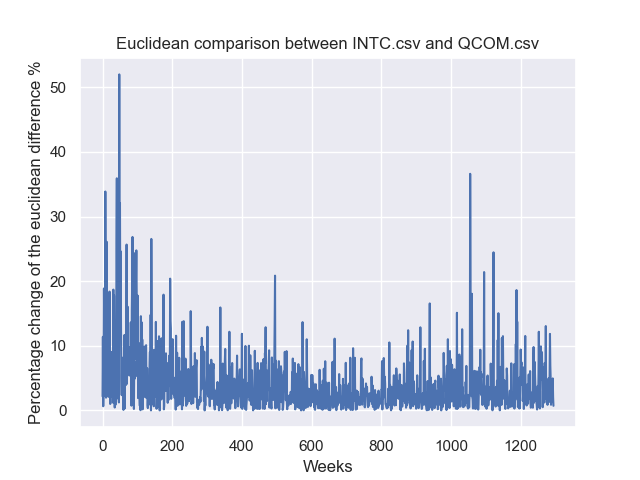 Euclidean comparison between INTC.csv and QCOM.csv
Percentage change of the euclidean difference %
50
40
30
20
10
0
0 200 400 600 800 1000 1200
Weeks